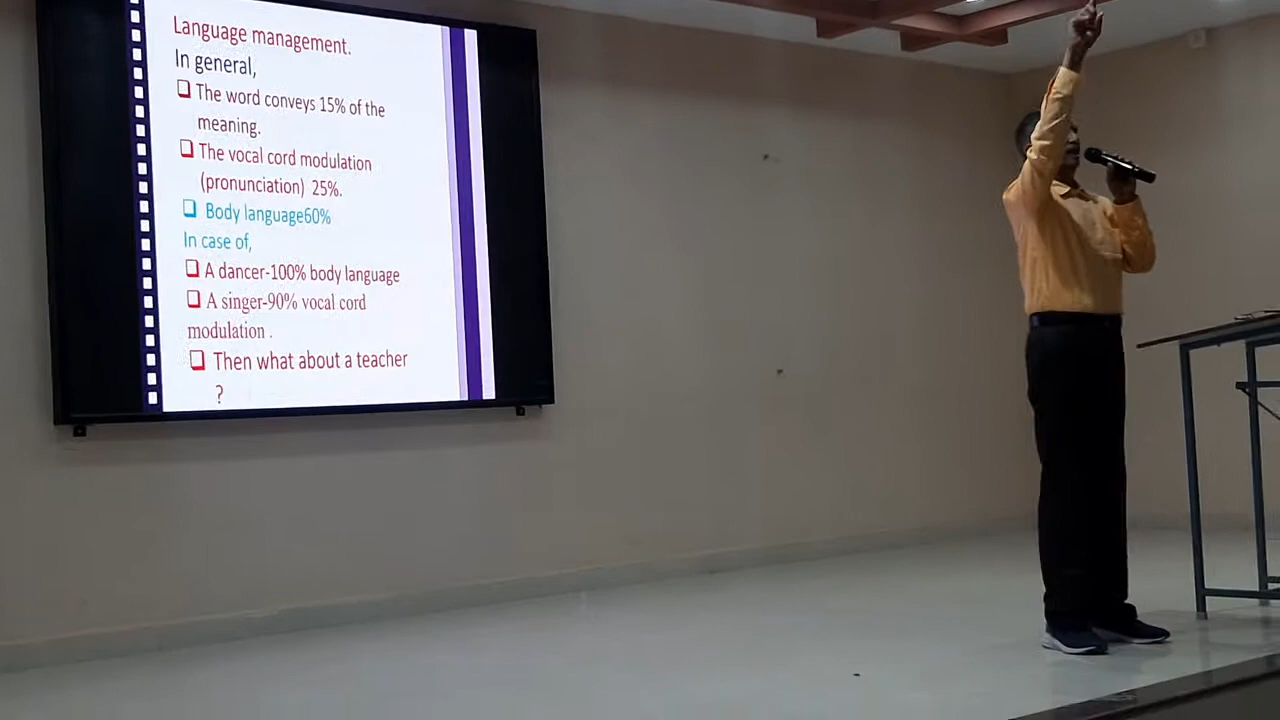 Language management.
In general,
❑ The word conveys 15% of the
meaning.
❑ The vocal cord modulation
(pronunciation) 25%.
❑ Body language60%
In case of,
❑ A dancer-100% body language
❑ A singer-90% vocal cord
modulation .
❑ Then what about a teacher
?